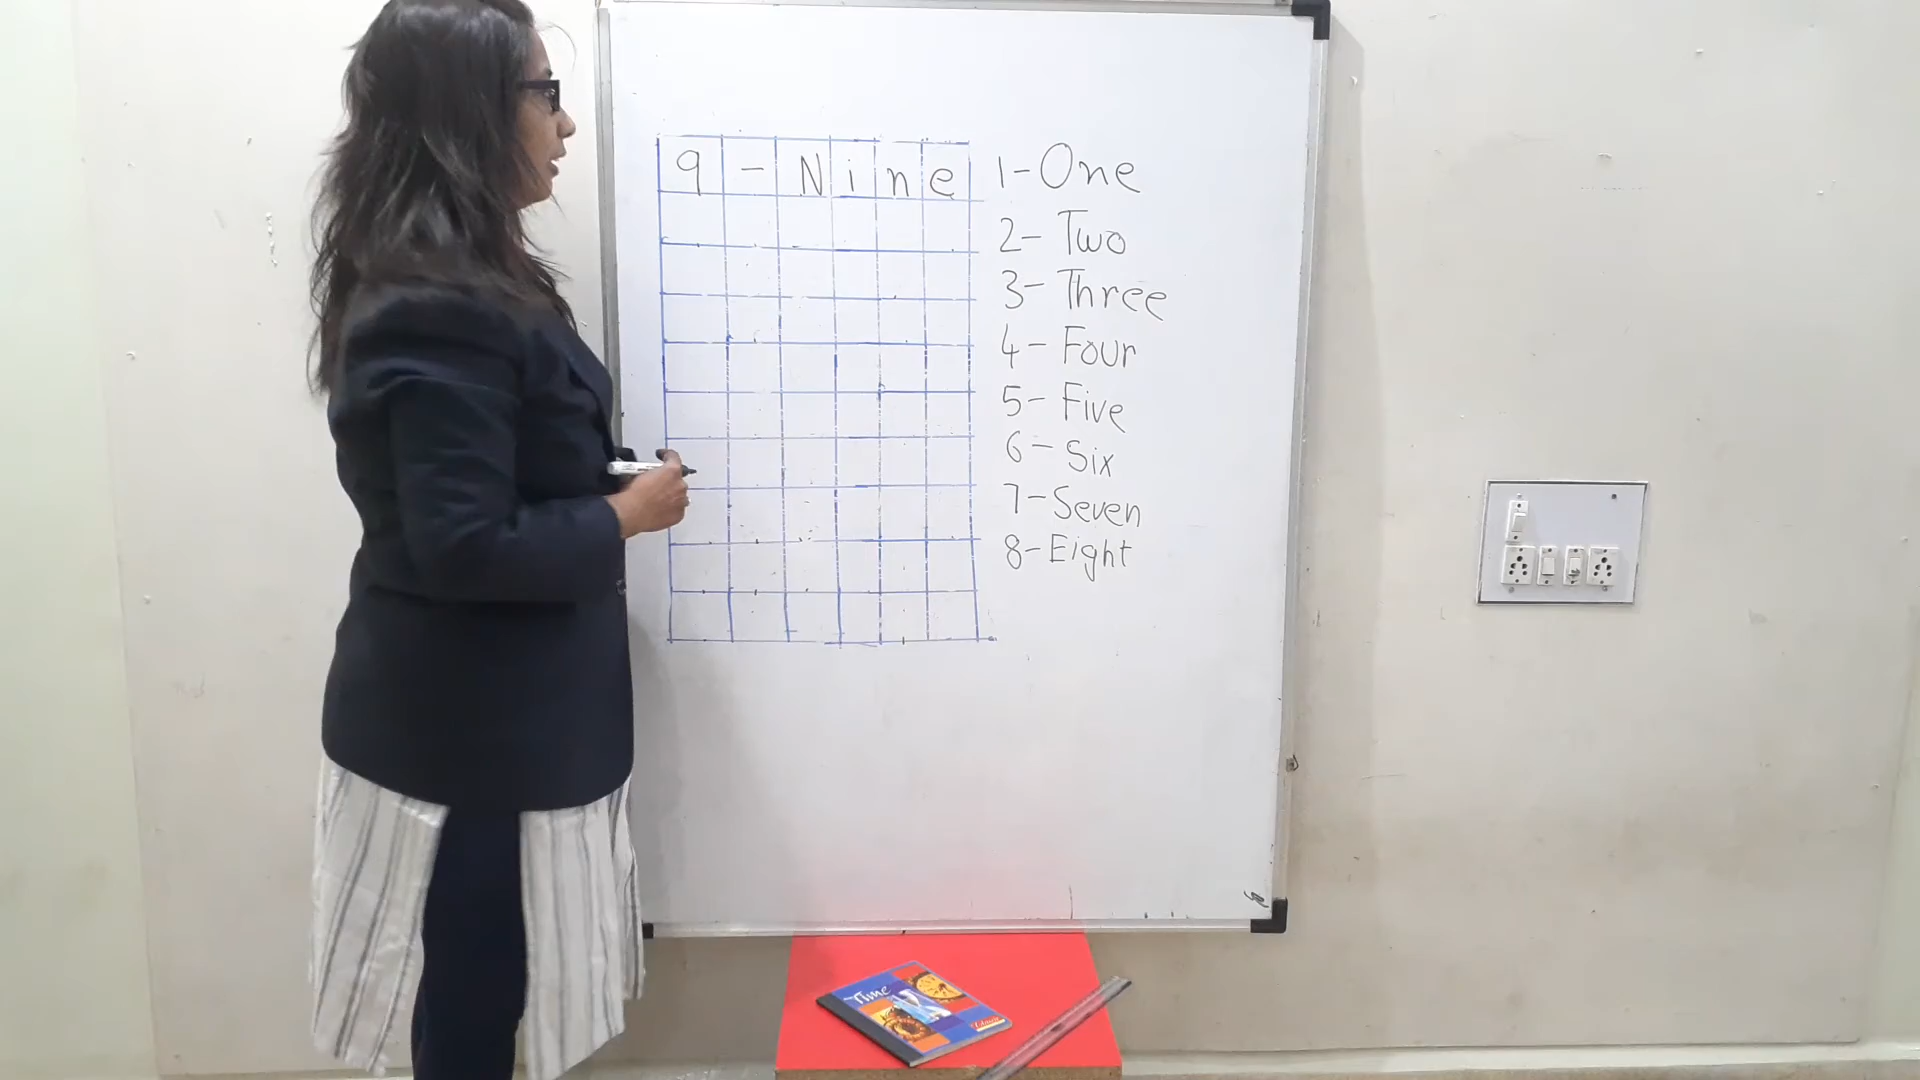 9 - Nine
1-One
2- Two
3- Three
4- Four
5- Five
6- Six
7-Seven
8-Eight
Time